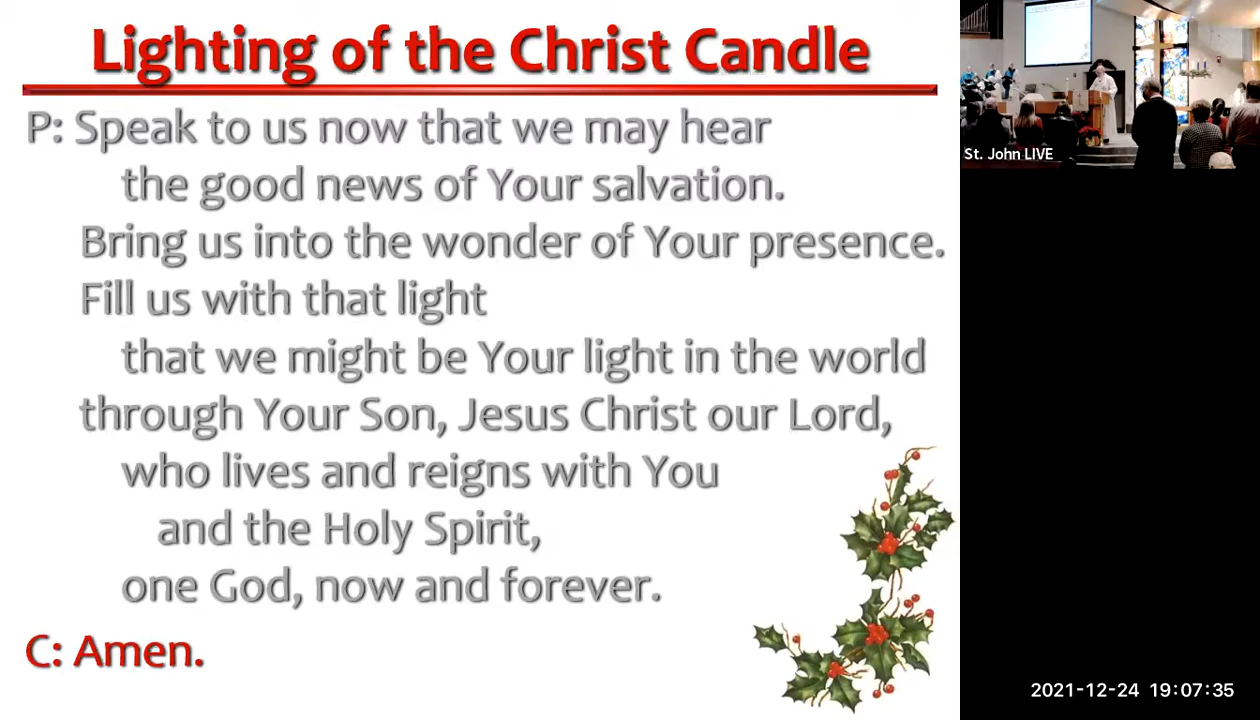 Lighting of the Christ Candle
P: Speak to us now that we may hear
the good news of Your salvation.
Bring us into the wonder of Your presence.
Fill us with that light
that we might be Your light in the world
through Your Son, Jesus Christ our Lord,
who lives and reigns with You
and the Holy Spirit,
one God, now and forever.
C: Amen.
St. John LIVE
2021-12-24 19:07:35